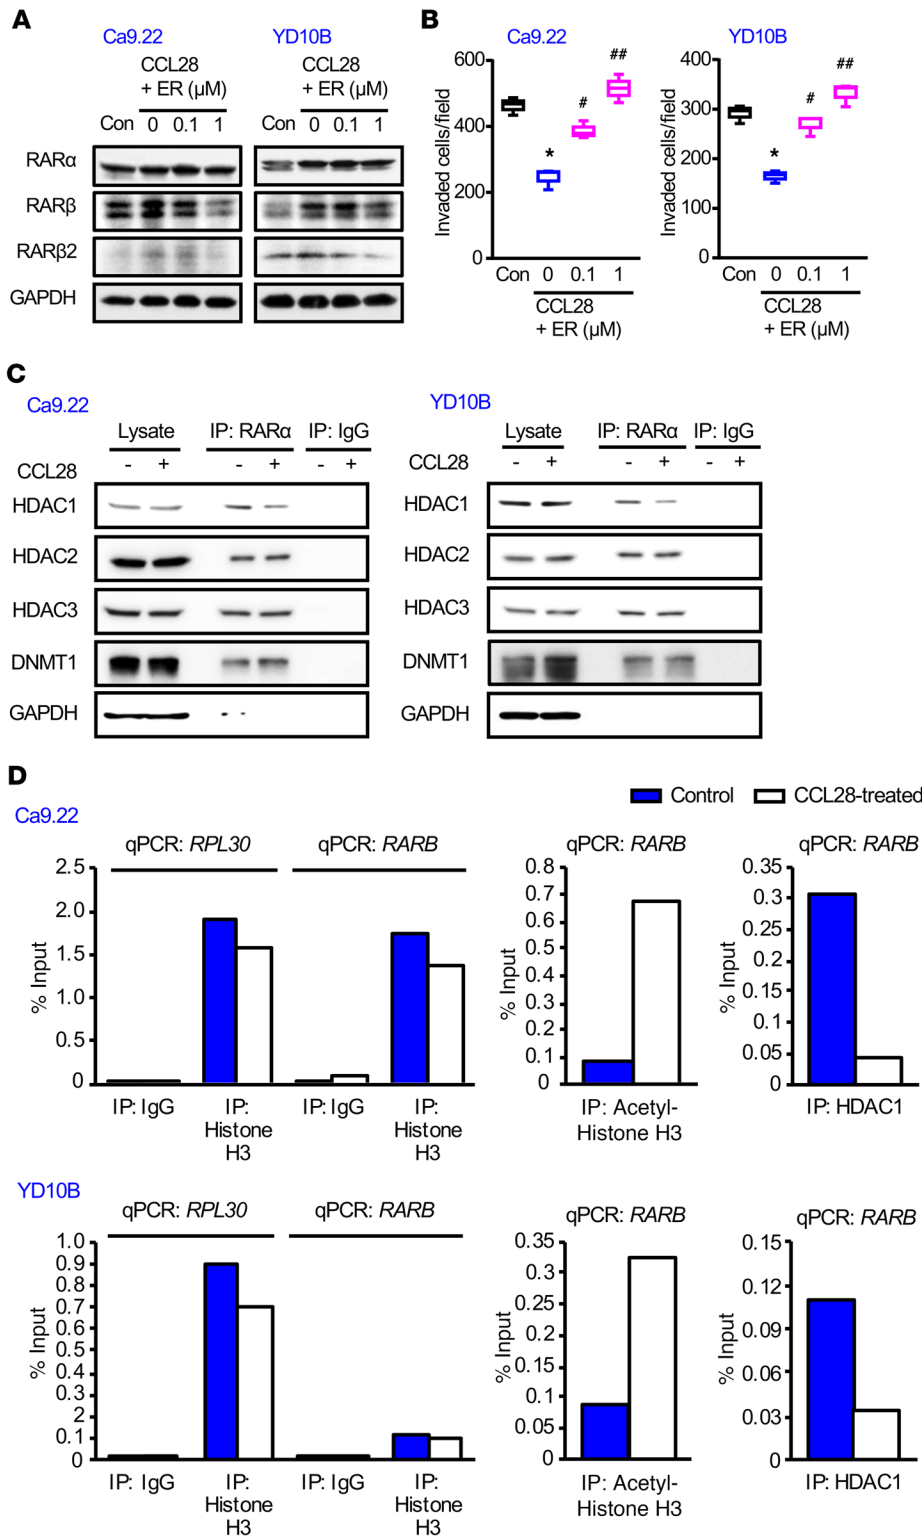 A
Ca9.22 YD10B
CCL28 + ER (µM) CCL28 + ER (µM)
Con 0 0.1 1 Con 0 0.1 1
RARα
RARβ
RARβ2
GAPDH
B
Ca9.22
Invaded cells/field
600
400
200
0
*
#
##
Con 0 0.1 1
CCL28
+ ER (µM)
YD10B
Invaded cells/field
400
300
200
100
0
*
#
##
Con 0 0.1 1
CCL28
+ ER (µM)
C
Ca9.22
Lysate IP: RARα IP: IgG
CCL28 - + - + - +
HDAC1
HDAC2
HDAC3
DNMT1
GAPDH
YD10B
Lysate IP: RARα IP: IgG
CCL28 - + - + - +
HDAC1
HDAC2
HDAC3
DNMT1
GAPDH
D
Control CCL28-treated
Ca9.22
qPCR: RPL30 qPCR: RARB
% Input
2.5
2.0
1.5
1.0
0.5
0
IP: IgG
IP:
Histone
H3
IP: IgG
IP:
Histone
H3
qPCR: RARB
% Input
0.8
0.7
0.6
0.5
0.4
0.3
0.2
0.1
0
IP: Acetyl-
Histone H3
qPCR: RARB
% Input
0.35
0.3
0.25
0.2
0.15
0.1
0.05
0
IP: HDAC1
YD10B
qPCR: RPL30 qPCR: RARB
% Input
1.0
0.9
0.8
0.7
0.6
0.5
0.4
0.3
2
0.1
0
IP: IgG
IP:
Histone
H3
IP: IgG
IP:
Histone
H3
qPCR: RARB
% Input
0.35
0.3
0.25
0.2
0.15
0.1
0.05
0
IP: Acetyl-
Histone H3
qPCR: RARB
% Input
0.15
0.12
0.09
0.06
0.03
0
IP: HDAC1